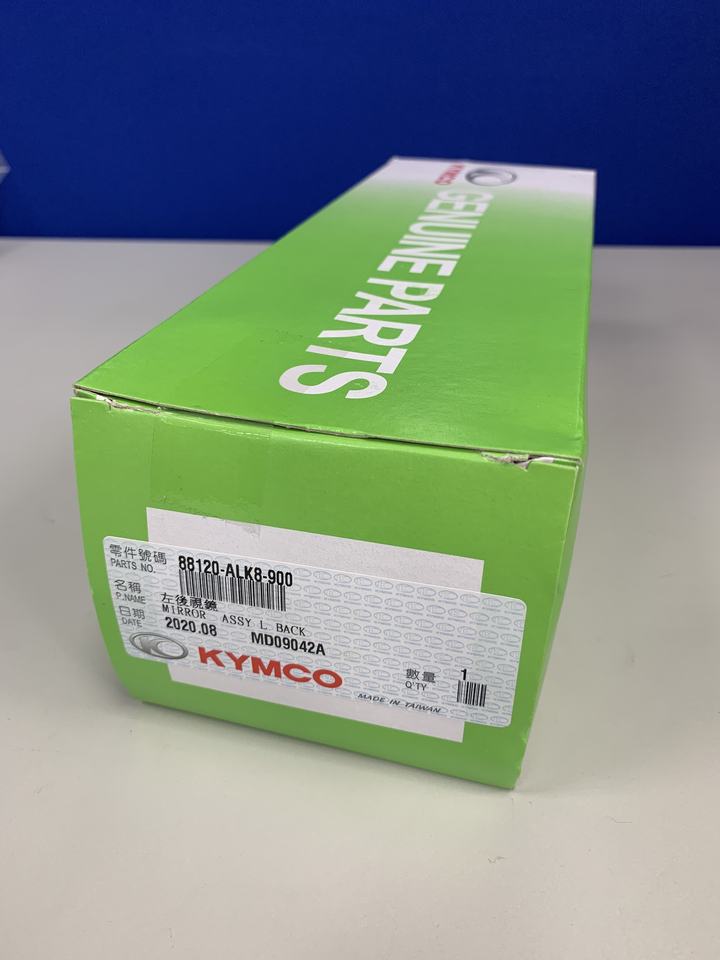 KYMCO
GENUINE PARTS
零件號碼
PARTS NO.
88120-ALK8-900
名稱
P.NAME
左後視鏡
MIRROR ASSY L BACK
日期
DATE
2020.08
MD09042A
KYMCO
數量
Q'TY
1
MADE IN TAIWAN